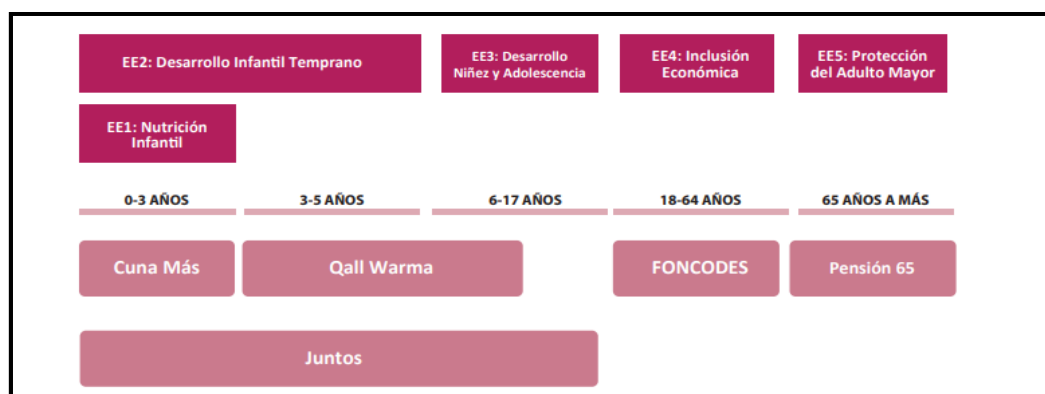 EE2: Desarrollo Infantil Temprano
EE3: Desarrollo
Niñez y Adolescencia
EE4: Inclusión
Económica
EE5: Protección
del Adulto Mayor
EE1: Nutrición
Infantil
0-3 AÑOS
3-5 AÑOS
6-17 AÑOS
18-64 AÑOS
65 AÑOS A MÁS
Cuna Más
Qall Warma
FONCODES
Pensión 65
Juntos